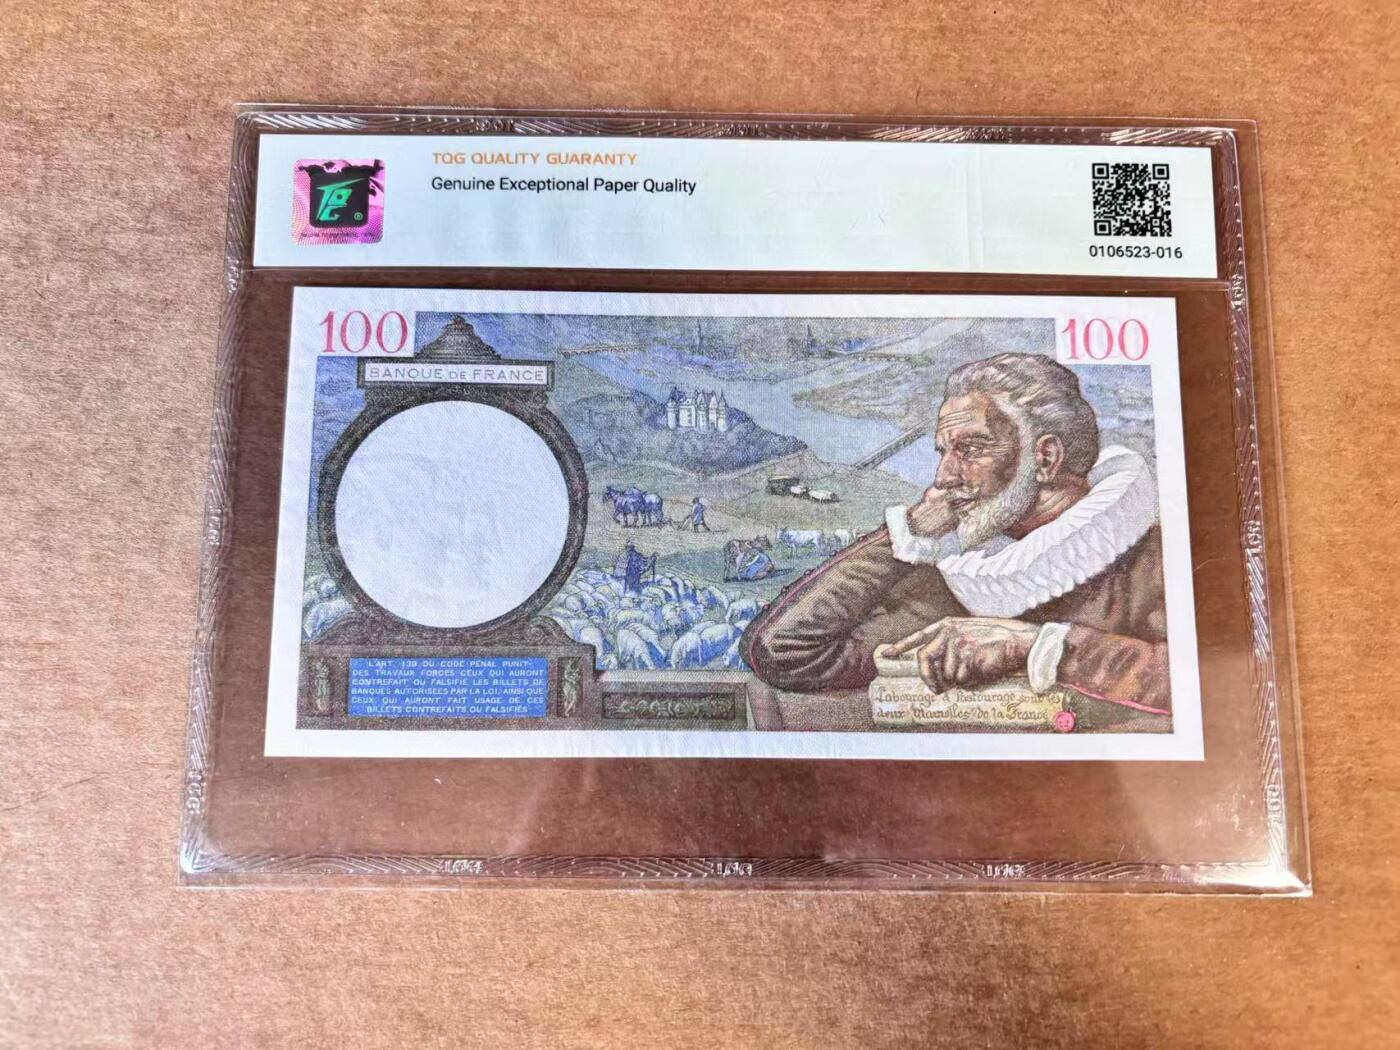 TQG QUALITY GUARANTY
Genuine Exceptional Paper Quality
TQG
0106523-016
100
100
BANQUE DE FRANCE
L'ART. 139 DU CODE PENAL PUNIT
DES TRAVAUX FORCES CEUX QUI AURONT
CONTREFAIT OU FALSIFIE LES BILLETS DE
BANQUES AUTORISEES PAR LA LOI, AINSI QUE
CEUX, QUI AURONT FAIT USAGE DE CES
BILLETS CONTREFAITS OU FALSIFIES
Labourage & Pastourage sont les
deux Mamelles de la France